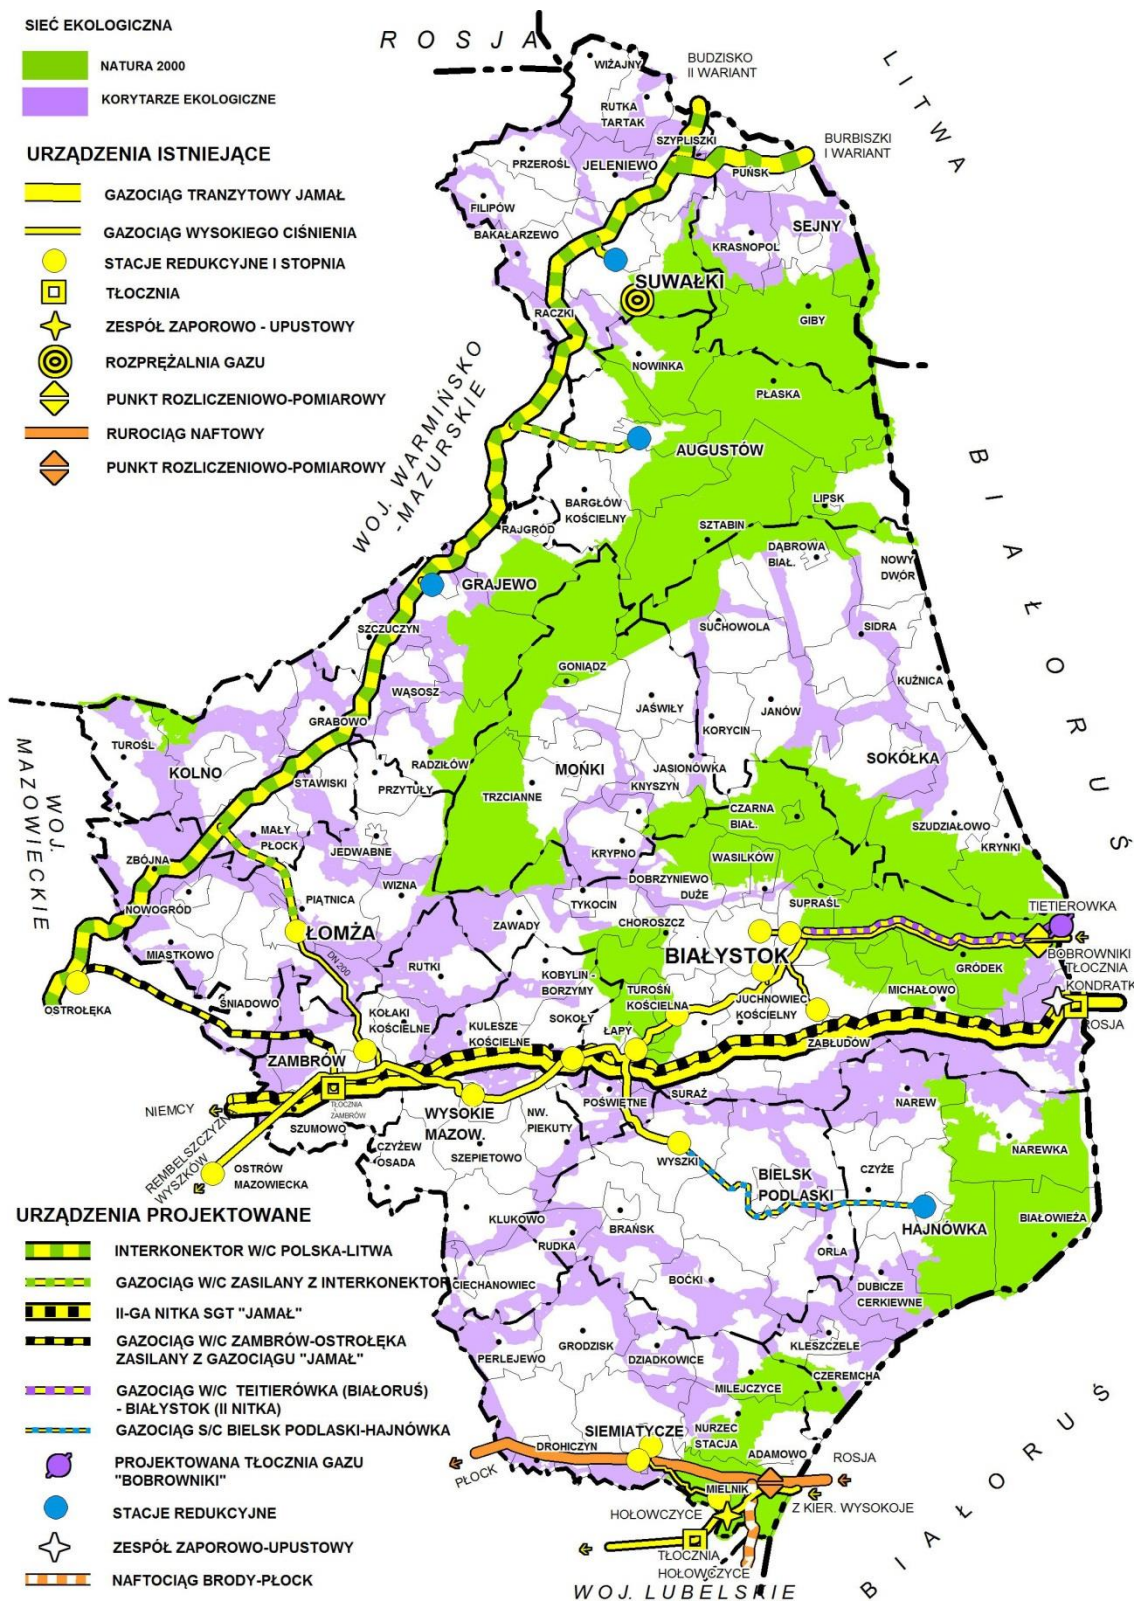 SIEĆ EKOLOGICZNA
NATURA 2000
KORYTARZE EKOLOGICZNE
URZĄDZENIA ISTNIEJĄCE
GAZOCIĄG TRANZYTOWY JAMAŁ
GAZOCIĄG WYSOKIEGO CIŚNIENIA
STACJE REDUKCYJNE I STOPNIA
TŁOCZNIA
ZESPÓŁ ZAPOROWO - UPUSTOWY
ROZPRĘŻALNIA GAZU
PUNKT ROZLICZENIOWO-POMIAROWY
RUROCIĄG NAFTOWY
PUNKT ROZLICZENIOWO-POMIAROWY
ROSJA
LITWA
BIAŁORUŚ
WOJ. WARMIŃSKO
-MAZURSKIE
WOJ.
MAZOWIECKIE
BUDZISKO
II WARIANT
BURBISZKI
I WARIANT
WIŻAJNY
RUTKA
TARTAK
SZYPLISZKI
PRZEROŚL
JELENIEWO
PUŃSK
FILIPÓW
BAKAŁARZEWO
KRASNOPOL
SEJNY
SUWAŁKI
RACZKI
GIBY
NOWINKA
PŁASKA
AUGUSTÓW
BARGŁÓW
KOŚCIELNY
RAJGRÓD
LIPSK
SZTABIN
DĄBROWA
BIAŁ.
NOWY
DWÓR
GRAJEWO
SZCZUCZYN
SUCHOWOLA
SIDRA
GONIĄDZ
WĄSOSZ
KUŹNICA
JAŚWIŁY
JANÓW
KORYCIN
GRABOWO
TUROŚL
KOLNO
RADZIŁÓW
MOŃKI
JASIONÓWKA
SOKÓŁKA
STAWISKI
PRZYTUŁY
TRZCIANNE
KNYSZYN
CZARNA
BIAŁ.
SZUDZIAŁOWO
KRYNKI
MAŁY
PŁOCK
JEDWABNE
KRYPNO
WASILKÓW
ZBÓJNA
WIZNA
DOBRZYNIEWO
DUŻE
TYKOCIN
SUPRAŚL
TIETIEROWKA
NOWOGRÓD
PIĄTNICA
ŁOMŻA
ZAWADY
CHOROSZCZ
BIAŁYSTOK
BOBROWNIKI
TŁOCZNIA
KONDRATK
ROSJA
MIASTKOWO
DN 200
RUTKI
KOBYLIN -
BORZYMY
TUROŚŃ
KOŚCIELNA
JUCHNOWIEC
KOŚCIELNY
MICHAŁOWO
GRÓDEK
OSTROŁĘKA
ŚNIADOWO
KOŁAKI
KOŚCIELNE
KULESZE
KOŚCIELNE
SOKOŁY
ŁAPY
ZABŁUDÓW
ZAMBRÓW
NIEMCY
TŁOCZNIA
ZAMBRÓW
SZUMOWO
WYSOKIE
MAZOW.
NW.
PIEKUTY
POŚWIĘTNE
SURAŻ
NAREW
REMBELSZCZYZN
WYSZKÓW
OSTRÓW
MAZOWIECKA
CZYŻEW
OSADA
SZEPIETOWO
WYSZKI
BIELSK
PODLASKI
CZYŻE
NAREWKA
HAJNÓWKA
BIAŁOWIEŻA
KLUKOWO
BRAŃSK
RUDKA
ORLA
CIECHANOWIEC
BOĆKI
DUBICZE
CERKIEWNE
PERLEJEWO
GRODZISK
DZIADKOWICE
KLESZCZELE
MILEJCZYCE
CZEREMCHA
SIEMIATYCZE
NURZEC
STACJA
DROHICZYN
ADAMOWO
PŁOCK
ROSJA
MIELNIK
Z KIER. WYSOKOJE
HOŁOWCZYCE
TŁOCZNIA
HOŁOWCZYCE
WOJ. LUBELSKIE
BIAŁORUŚ
URZĄDZENIA PROJEKTOWANE
INTERKONEKTOR W/C POLSKA-LITWA
GAZOCIĄG W/C ZASILANY Z INTERKONEKTOR
II-GA NITKA SGT "JAMAŁ"
GAZOCIĄG W/C ZAMBRÓW-OSTROŁĘKA
ZASILANY Z GAZOCIĄGU "JAMAŁ"
GAZOCIĄG W/C TEITIERÓWKA (BIAŁORUŚ)
- BIAŁYSTOK (II NITKA)
GAZOCIĄG S/C BIELSK PODLASKI-HAJNÓWKA
PROJEKTOWANA TŁOCZNIA GAZU
"BOBROWNIKI"
STACJE REDUKCYJNE
ZESPÓŁ ZAPOROWO-UPUSTOWY
NAFTOCIĄG BRODY-PŁOCK